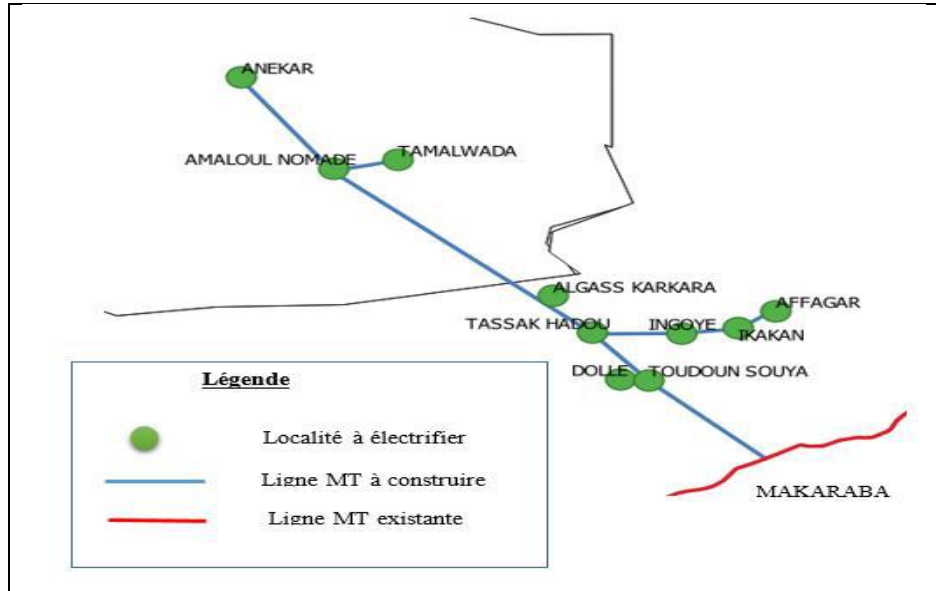 ANEKAR
TAMALWADA
AMALOUL NOMADE
ALGASS KARKARA
AFFAGAR
TASSAK HADOU
INGOYE
IKAKAN
DOLLE
TOUDOUN SOUYA
MAKARABA
Légende
Localité à électrifier
Ligne MT à construire
Ligne MT existante